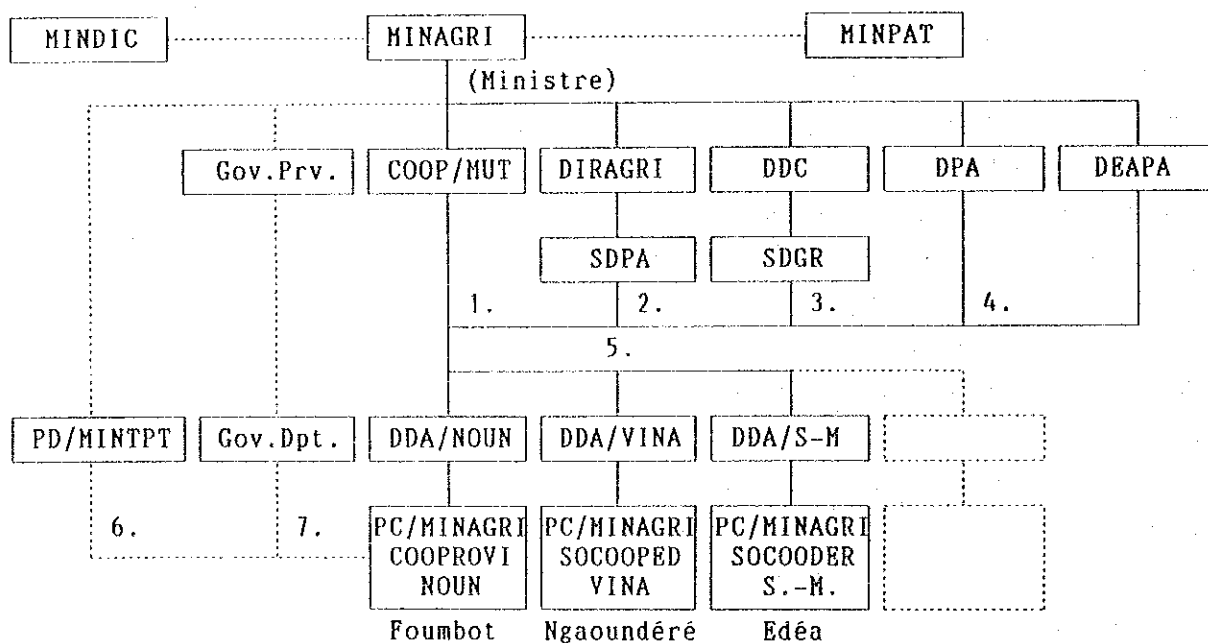 MINDIC MINAGRI MINPAT
(Ministre)
Gov.Prv. COOP/MUT DIRAGRI DDC DPA DEAPA
SDPA SDGR
1. 2. 3. 4.
5.
PD/MINTPT Gov.Dpt. DDA/NOUN DDA/VINA DDA/S-M
6. 7. PC/MINAGRI PC/MINAGRI PC/MINAGRI
COOPROVI SOCOOPED SOCOODER
NOUN VINA S.-M.
Foumbot Ngaoundéré Edéa